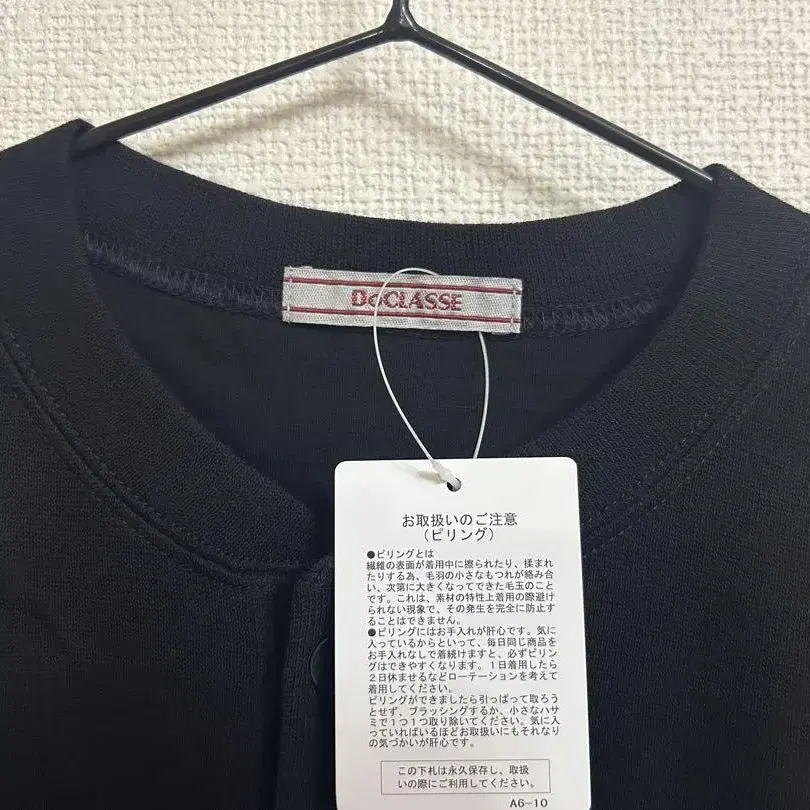 DoCLASSE
お取扱いのご注意
（ピリング）
●ピリングとは
繊維の表面が着用中に擦られたり、揉まれ
たりする為、毛羽の小さなもつれが絡み合
い、次第に大きくなってできた毛玉のこと
です。これは、素材の特性上着用の際避け
られない現象で、その発生を完全に防止す
ることはできません。
●ピリングにはお手入れが肝心です。気に
入っているからといって、毎日同じ商品を
お手入れなしで着続けますと、必ずピリン
グはできやすくなります。１日着用したら
２日休ませるなどローテーションを考えて
着用してください。
ピリングができましたら引っぱって取ろう
とせず、ブラッシングするか、小さなハサ
ミで１つ１つ取り除いてください。気に入
っていればいるほどお取扱いにもそれなり
の気づかいが肝心です。
この下札は永久保存し、取扱
いの際にご利用してください。
A6-10